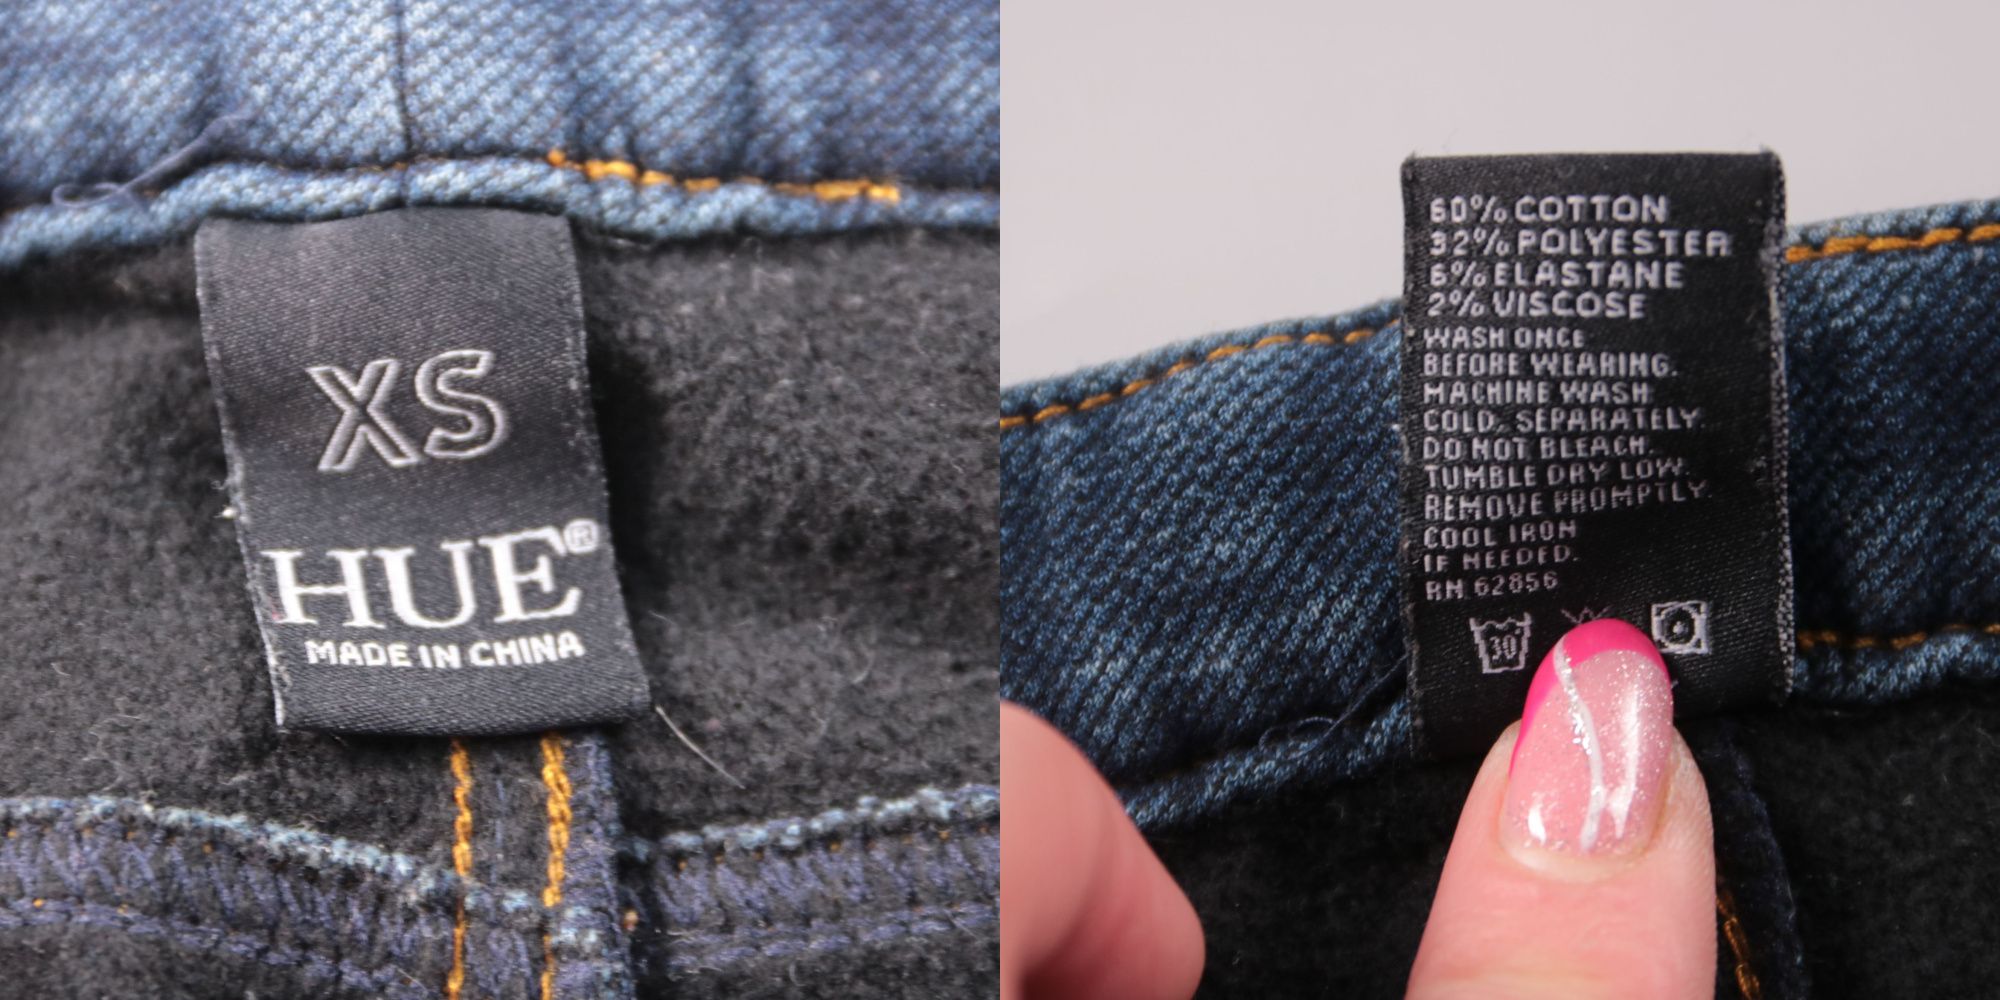 XS
HUE®
MADE IN CHINA
60% COTTON
32% POLYESTER
6% ELASTANE
2% VISCOSE
WASH ONCE
BEFORE WEARING.
MACHINE WASH
COLD, SEPARATELY.
DO NOT BLEACH.
TUMBLE DRY LOW.
REMOVE PROMPTLY.
COOL IRON
IF NEEDED.
RN 62856
30